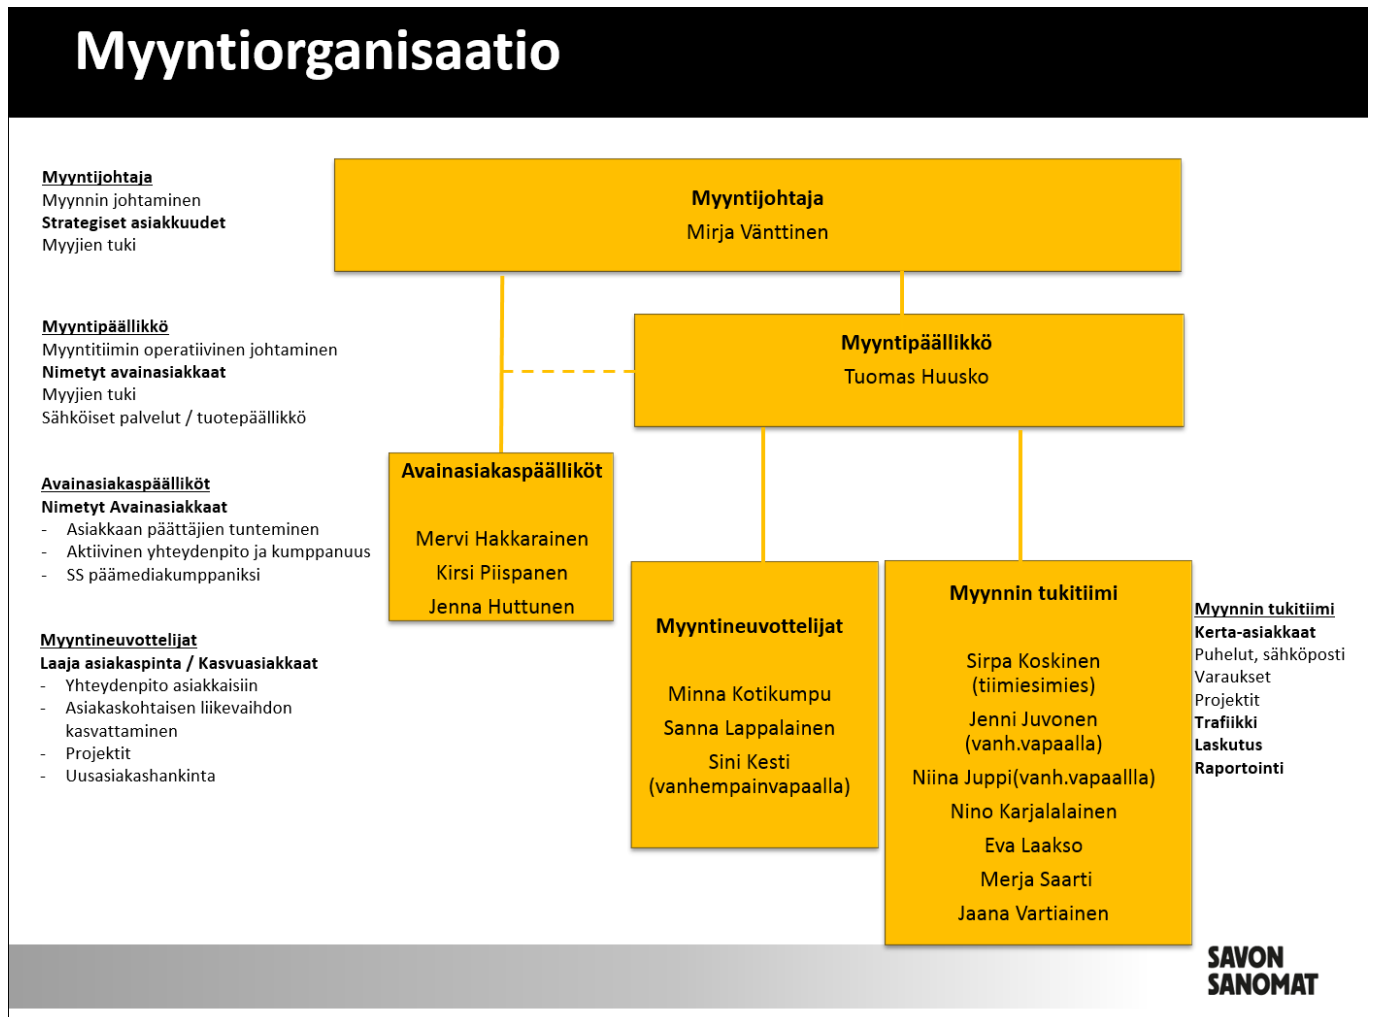 Myyntiorganisaatio
Myyntijohtaja
Myynnin johtaminen
Strategiset asiakkuudet
Myyjien tuki
Myyntijohtaja
Mirja Vänttinen
Myyntipäällikkö
Myyntitiimin operatiivinen johtaminen
Nimetyt avainasiakkaat
Myyjien tuki
Sähköiset palvelut / tuotepäällikkö
Myyntipäällikkö
Tuomas Huusko
Avainasiakaspäälliköt
Nimetyt Avainasiakkaat
- Asiakkaan päättäjien tunteminen
- Aktiivinen yhteydenpito ja kumppanuus
- SS päämediakumppaniksi
Avainasiakaspäälliköt
Mervi Hakkarainen
Kirsi Piispanen
Jenna Huttunen
Myyntineuvottelijat
Laaja asiakaspinta / Kasvuasiakkaat
- Yhteydenpito asiakkaisiin
- Asiakaskohtaisen liikevaihdon
kasvattaminen
- Projektit
- Uusasiakashankinta
Myyntineuvottelijat
Minna Kotikumpu
Sanna Lappalainen
Sini Kesti
(vanhempainvapaalla)
Myynnin tukitiimi
Sirpa Koskinen
(tiimiesimies)
Jenni Juvonen
(vanh.vapaalla)
Niina Juppi(vanh.vapaallla)
Nino Karjalalainen
Eva Laakso
Merja Saarti
Jaana Vartiainen
Myynnin tukitiimi
Kerta-asiakkaat
Puhelut, sähköposti
Varaukset
Projektit
Trafiikki
Laskutus
Raportointi
SAVON
SANOMAT